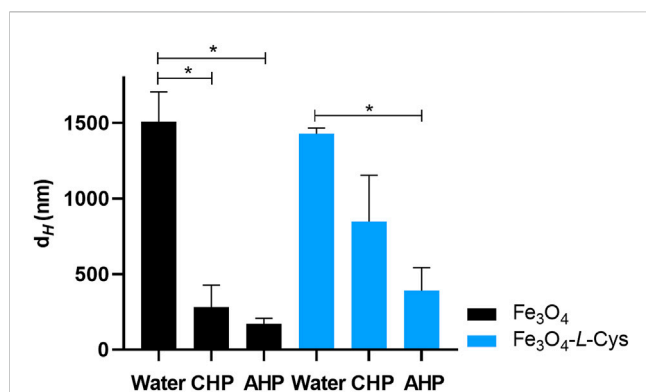 * 
* *
1500
1000
500
0
d_H (nm)
Water CHP AHP Water CHP AHP
Fe₃O₄
Fe₃O₄-L-Cys